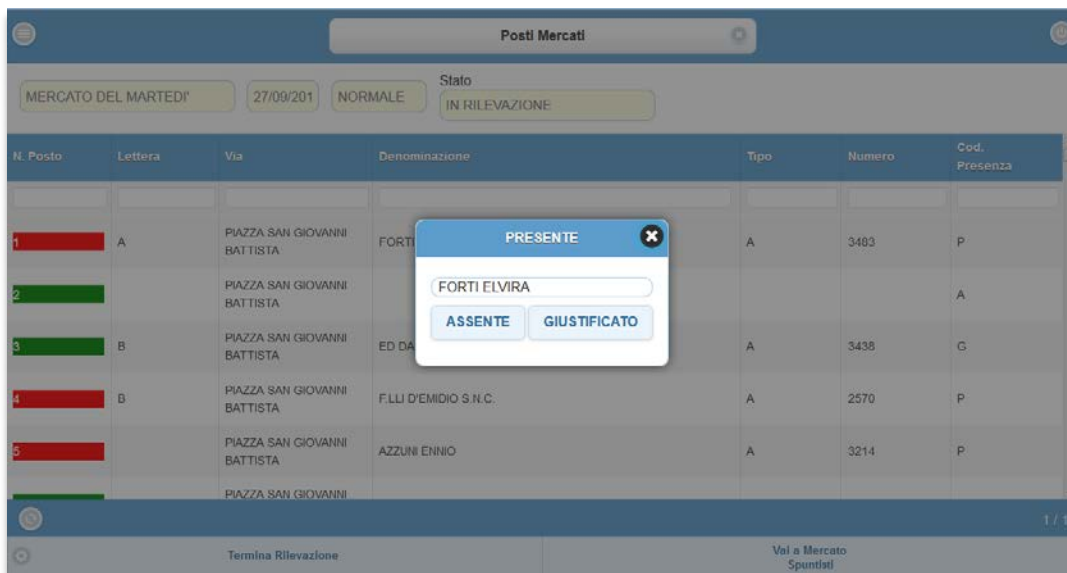 Posti Mercati
Stato
MERCATO DEL MARTEDI' 27/09/201 NORMALE IN RILEVAZIONE
N. Posto Lettera Via Denominazione Tipo Numero Cod. Presenza
1 A PIAZZA SAN GIOVANNI BATTISTA FORTI A 3483 P
2 PIAZZA SAN GIOVANNI BATTISTA A
3 B PIAZZA SAN GIOVANNI BATTISTA ED DA A 3438 G
4 B PIAZZA SAN GIOVANNI BATTISTA F.LLI D'EMIDIO S.N.C. A 2570 P
5 PIAZZA SAN GIOVANNI BATTISTA AZZUNI ENNIO A 3214 P
PIAZZA SAN GIOVANNI
PRESENTE
FORTI ELVIRA
ASSENTE GIUSTIFICATO
1 / 1
Termina Rilevazione Vai a Mercato Spuntisti